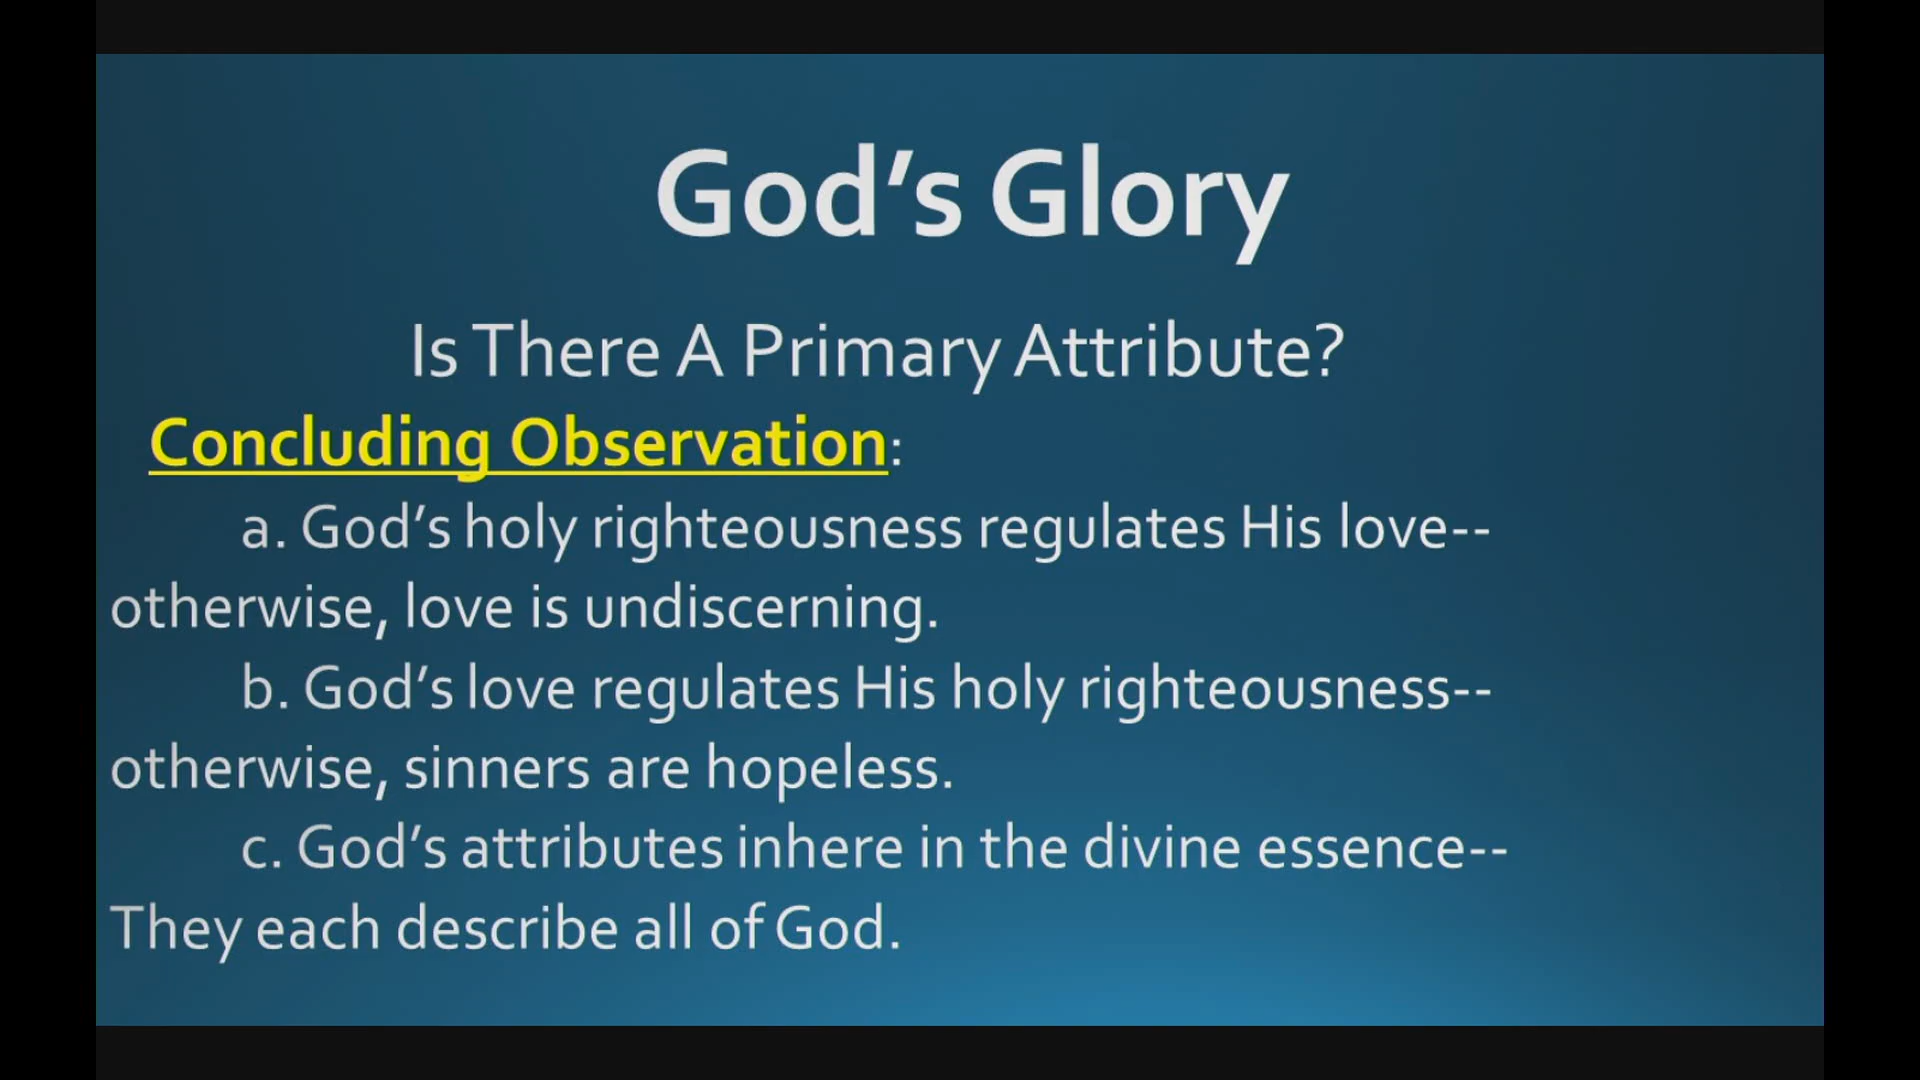 God’s Glory
Is There A Primary Attribute?
Concluding Observation:
a. God’s holy righteousness regulates His love--
otherwise, love is undiscerning.
b. God’s love regulates His holy righteousness--
otherwise, sinners are hopeless.
c. God’s attributes inhere in the divine essence--
They each describe all of God.